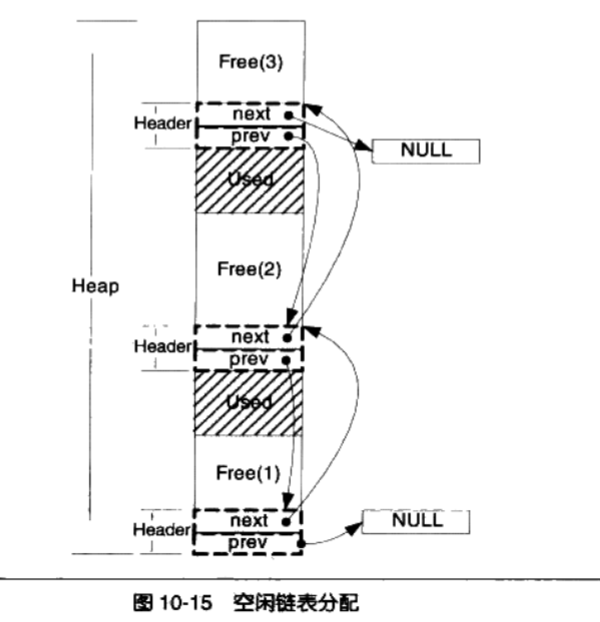 Free(3)
Header
next
prev
NULL
Used
Free(2)
Heap
Header
next
prev
Used
Free(1)
Header
next
NULL
prev
图 10-15 空闲链表分配